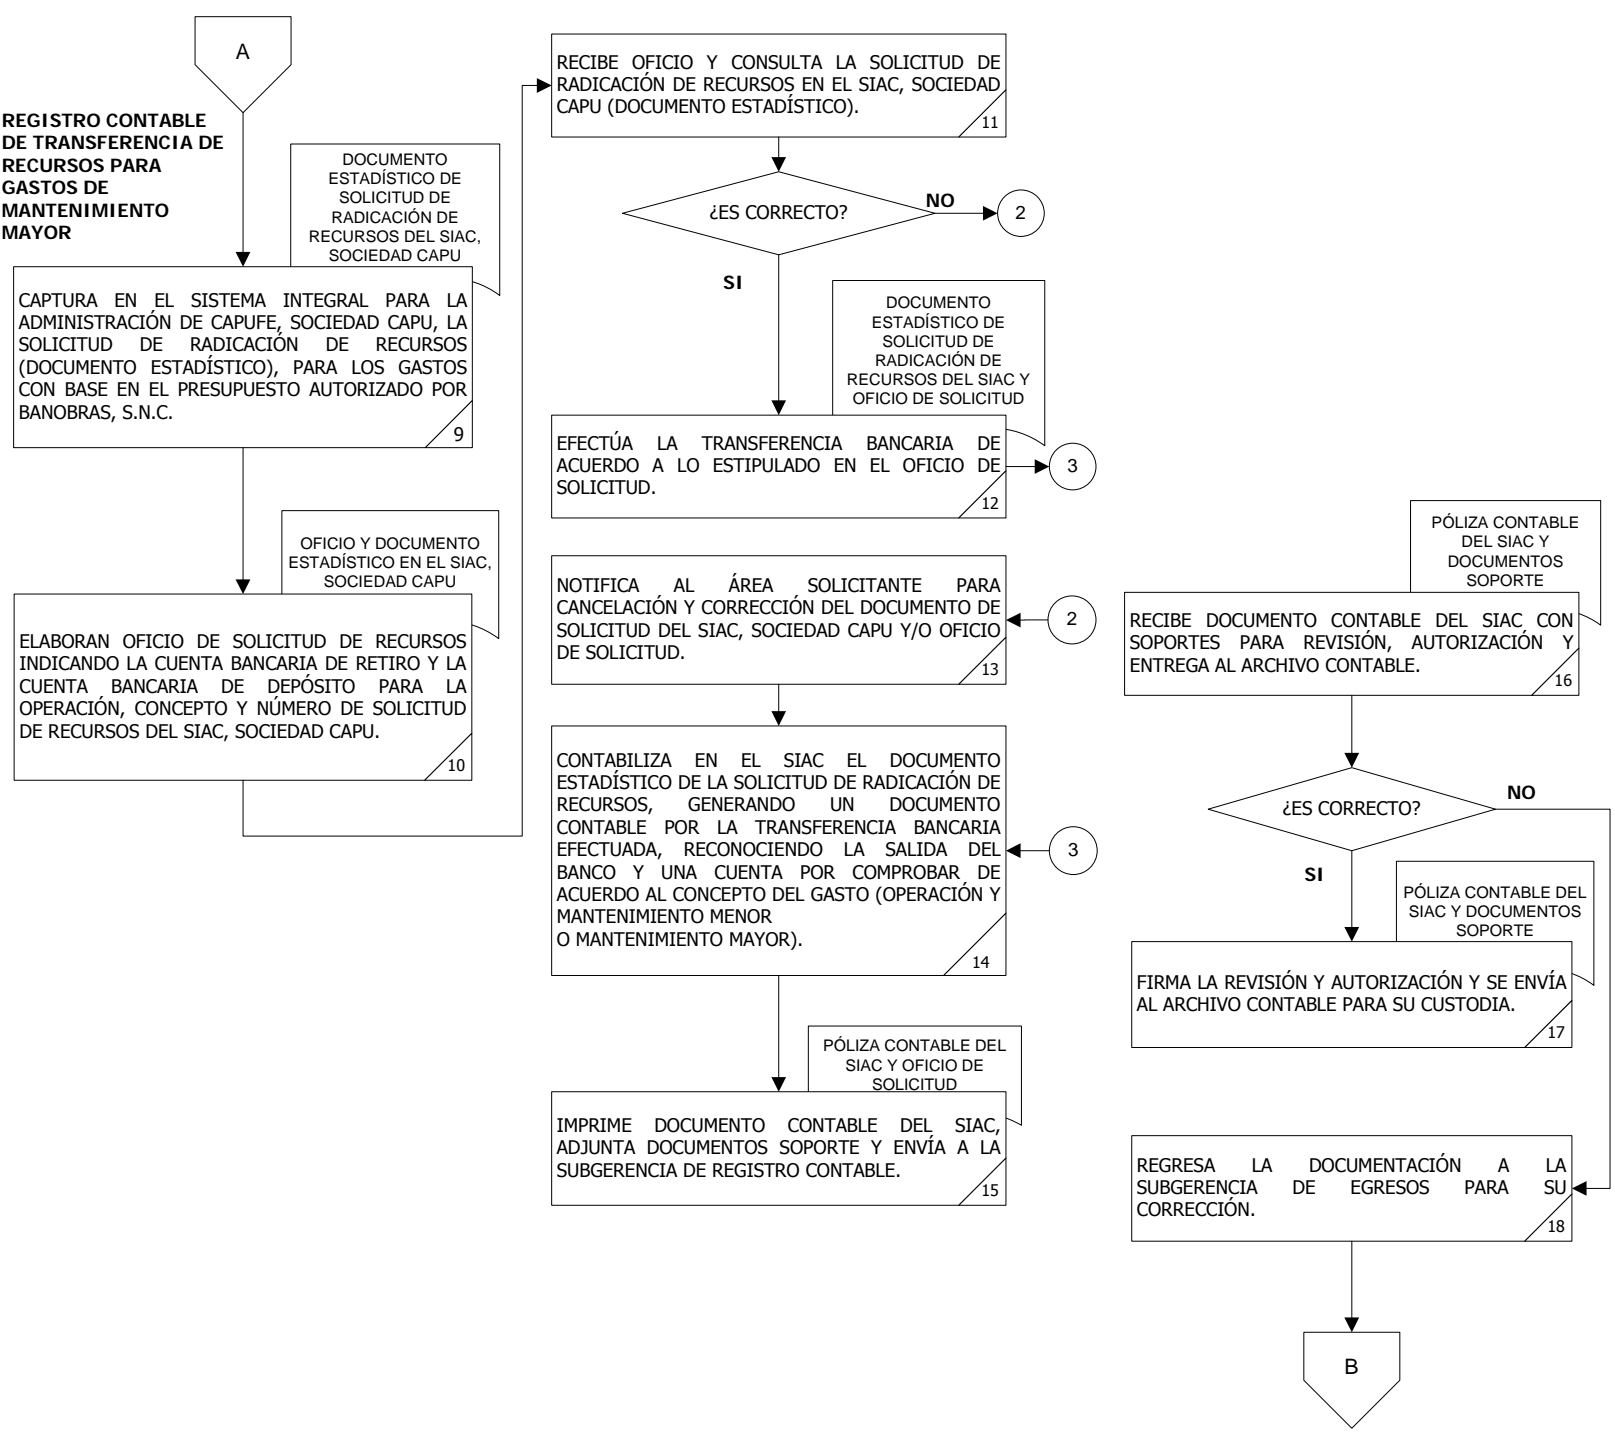 A
REGISTRO CONTABLE
DE TRANSFERENCIA DE
RECURSOS PARA
GASTOS DE
MANTENIMIENTO
MAYOR
DOCUMENTO
ESTADÍSTICO DE
SOLICITUD DE
RADICACIÓN DE
RECURSOS DEL SIAC,
SOCIEDAD CAPU
CAPTURA EN EL SISTEMA INTEGRAL PARA LA
ADMINISTRACIÓN DE CAPUFE, SOCIEDAD CAPU, LA
SOLICITUD DE RADICACIÓN DE RECURSOS
(DOCUMENTO ESTADÍSTICO), PARA LOS GASTOS
CON BASE EN EL PRESUPUESTO AUTORIZADO POR
BANOBRAS, S.N.C.
9
OFICIO Y DOCUMENTO
ESTADÍSTICO EN EL SIAC,
SOCIEDAD CAPU
ELABORAN OFICIO DE SOLICITUD DE RECURSOS
INDICANDO LA CUENTA BANCARIA DE RETIRO Y LA
CUENTA BANCARIA DE DEPÓSITO PARA LA
OPERACIÓN, CONCEPTO Y NÚMERO DE SOLICITUD
DE RECURSOS DEL SIAC, SOCIEDAD CAPU.
10
RECIBE OFICIO Y CONSULTA LA SOLICITUD DE
RADICACIÓN DE RECURSOS EN EL SIAC, SOCIEDAD
CAPU (DOCUMENTO ESTADÍSTICO).
11
¿ES CORRECTO?
NO
2
SI
DOCUMENTO
ESTADÍSTICO DE
SOLICITUD DE
RADICACIÓN DE
RECURSOS DEL SIAC Y
OFICIO DE SOLICITUD
EFECTÚA LA TRANSFERENCIA BANCARIA DE
ACUERDO A LO ESTIPULADO EN EL OFICIO DE
SOLICITUD.
12
3
NOTIFICA AL ÁREA SOLICITANTE PARA
CANCELACIÓN Y CORRECCIÓN DEL DOCUMENTO DE
SOLICITUD DEL SIAC, SOCIEDAD CAPU Y/O OFICIO
DE SOLICITUD.
13
2
CONTABILIZA EN EL SIAC EL DOCUMENTO
ESTADÍSTICO DE LA SOLICITUD DE RADICACIÓN DE
RECURSOS, GENERANDO UN DOCUMENTO
CONTABLE POR LA TRANSFERENCIA BANCARIA
EFECTUADA, RECONOCIENDO LA SALIDA DEL
BANCO Y UNA CUENTA POR COMPROBAR DE
ACUERDO AL CONCEPTO DEL GASTO (OPERACIÓN Y
MANTENIMIENTO MENOR
O MANTENIMIENTO MAYOR).
14
3
PÓLIZA CONTABLE DEL
SIAC Y OFICIO DE
SOLICITUD
IMPRIME DOCUMENTO CONTABLE DEL SIAC,
ADJUNTA DOCUMENTOS SOPORTE Y ENVÍA A LA
SUBGERENCIA DE REGISTRO CONTABLE.
15
PÓLIZA CONTABLE
DEL SIAC Y
DOCUMENTOS
SOPORTE
RECIBE DOCUMENTO CONTABLE DEL SIAC CON
SOPORTES PARA REVISIÓN, AUTORIZACIÓN Y
ENTREGA AL ARCHIVO CONTABLE.
16
¿ES CORRECTO?
NO
SI
PÓLIZA CONTABLE DEL
SIAC Y DOCUMENTOS
SOPORTE
FIRMA LA REVISIÓN Y AUTORIZACIÓN Y SE ENVÍA
AL ARCHIVO CONTABLE PARA SU CUSTODIA.
17
REGRESA LA DOCUMENTACIÓN A LA
SUBGERENCIA DE EGRESOS PARA SU
CORRECCIÓN.
18
B